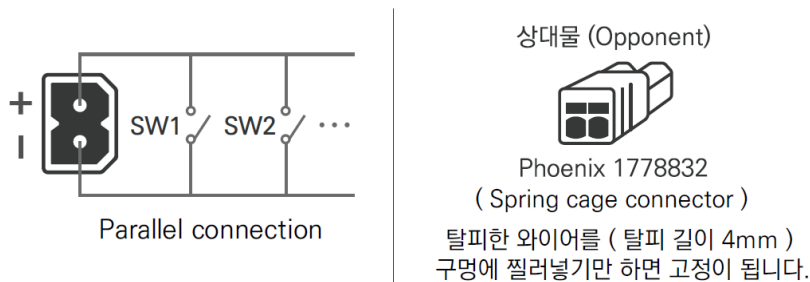 +
−
SW1
SW2
...
Parallel connection
상대물 (Opponent)
Phoenix 1778832
( Spring cage connector )
탈피한 와이어를 ( 탈피 길이 4mm )
구멍에 찔러넣기만 하면 고정이 됩니다.